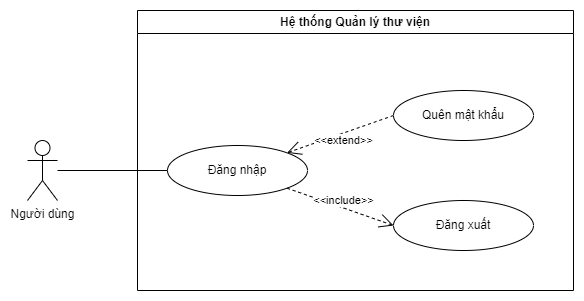 Hệ thống Quản lý thư viện
Quên mật khẩu
<<extend>>
Đăng nhập
<<include>>
Người dùng
Đăng xuất